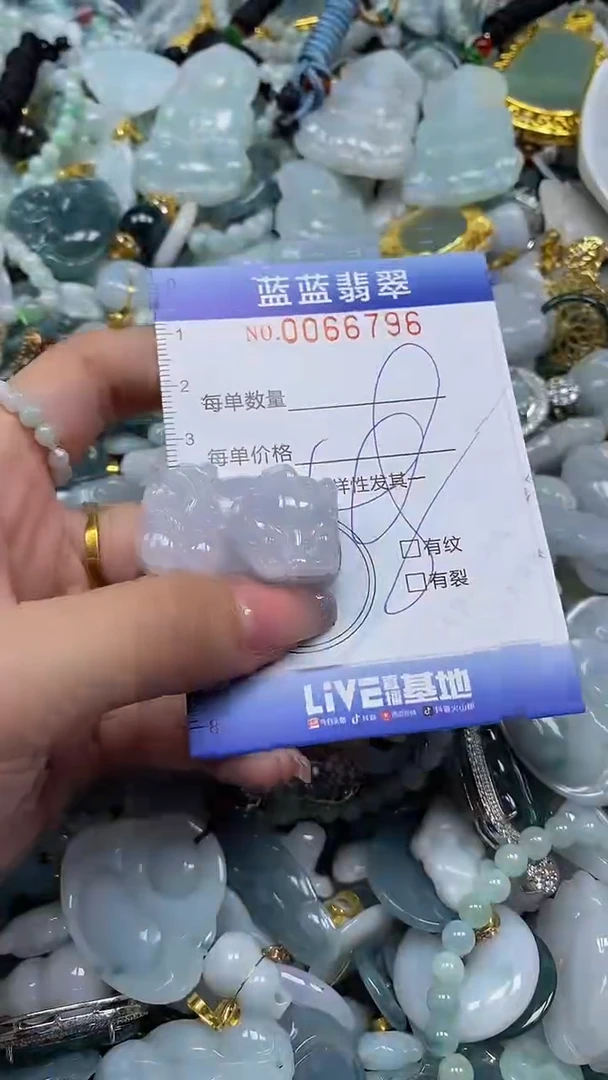 蓝蓝翡翠
NO.0066796
1
2
每单数量
3
每单价格
样性发其一
□有纹
□有裂
LiVE直播基地
8